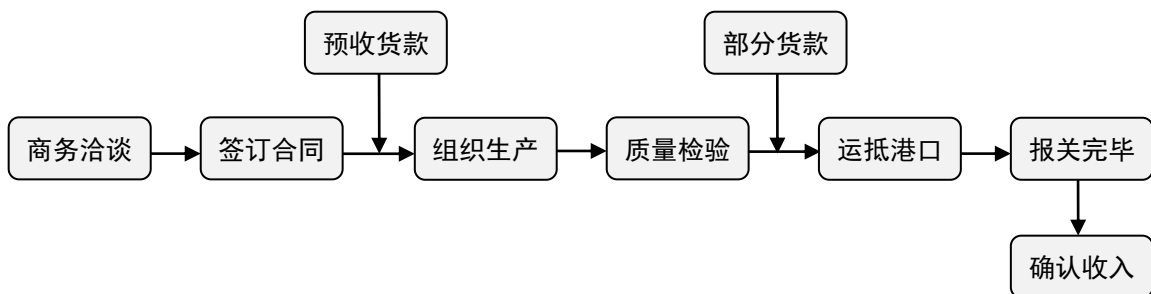 预收货款
部分货款
商务洽谈
签订合同
组织生产
质量检验
运抵港口
报关完毕
确认收入